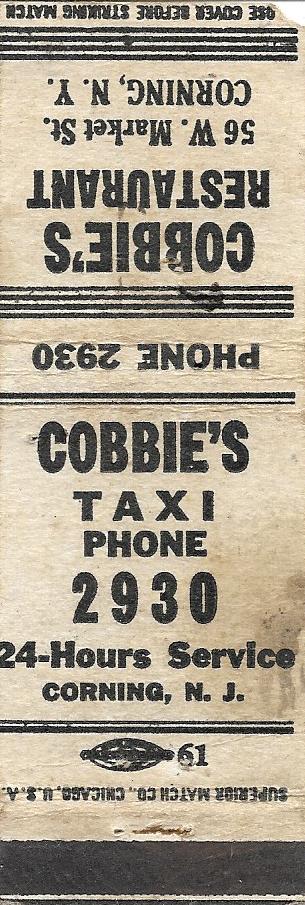 CLOSE COVER BEFORE STRIKING MATCH
COBBIE'S
RESTAURANT
56 W. Market St.
CORNING, N. Y.
PHONE 2930
COBBIE'S
TAXI
PHONE
2930
24-Hours Service
CORNING, N. J.
61
SUPERIOR MATCH CO., CHICAGO, U.S.A.